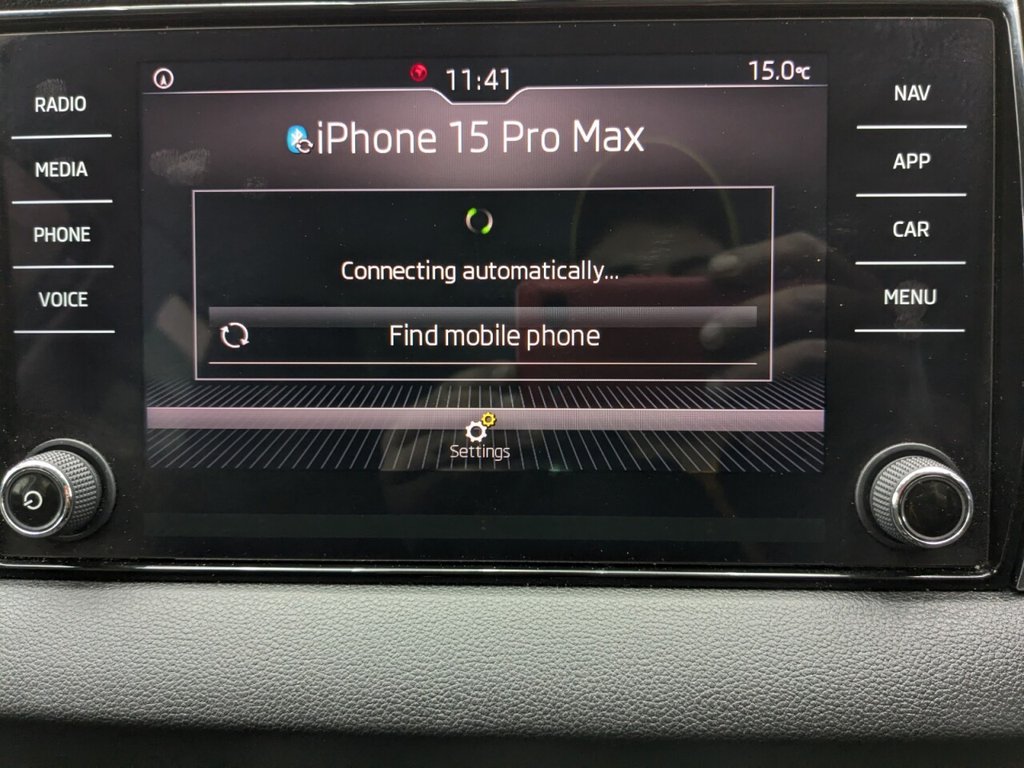 11:41
15.0°C
RADIO
MEDIA
PHONE
VOICE
iPhone 15 Pro Max
Connecting automatically...
Find mobile phone
Settings
NAV
APP
CAR
MENU